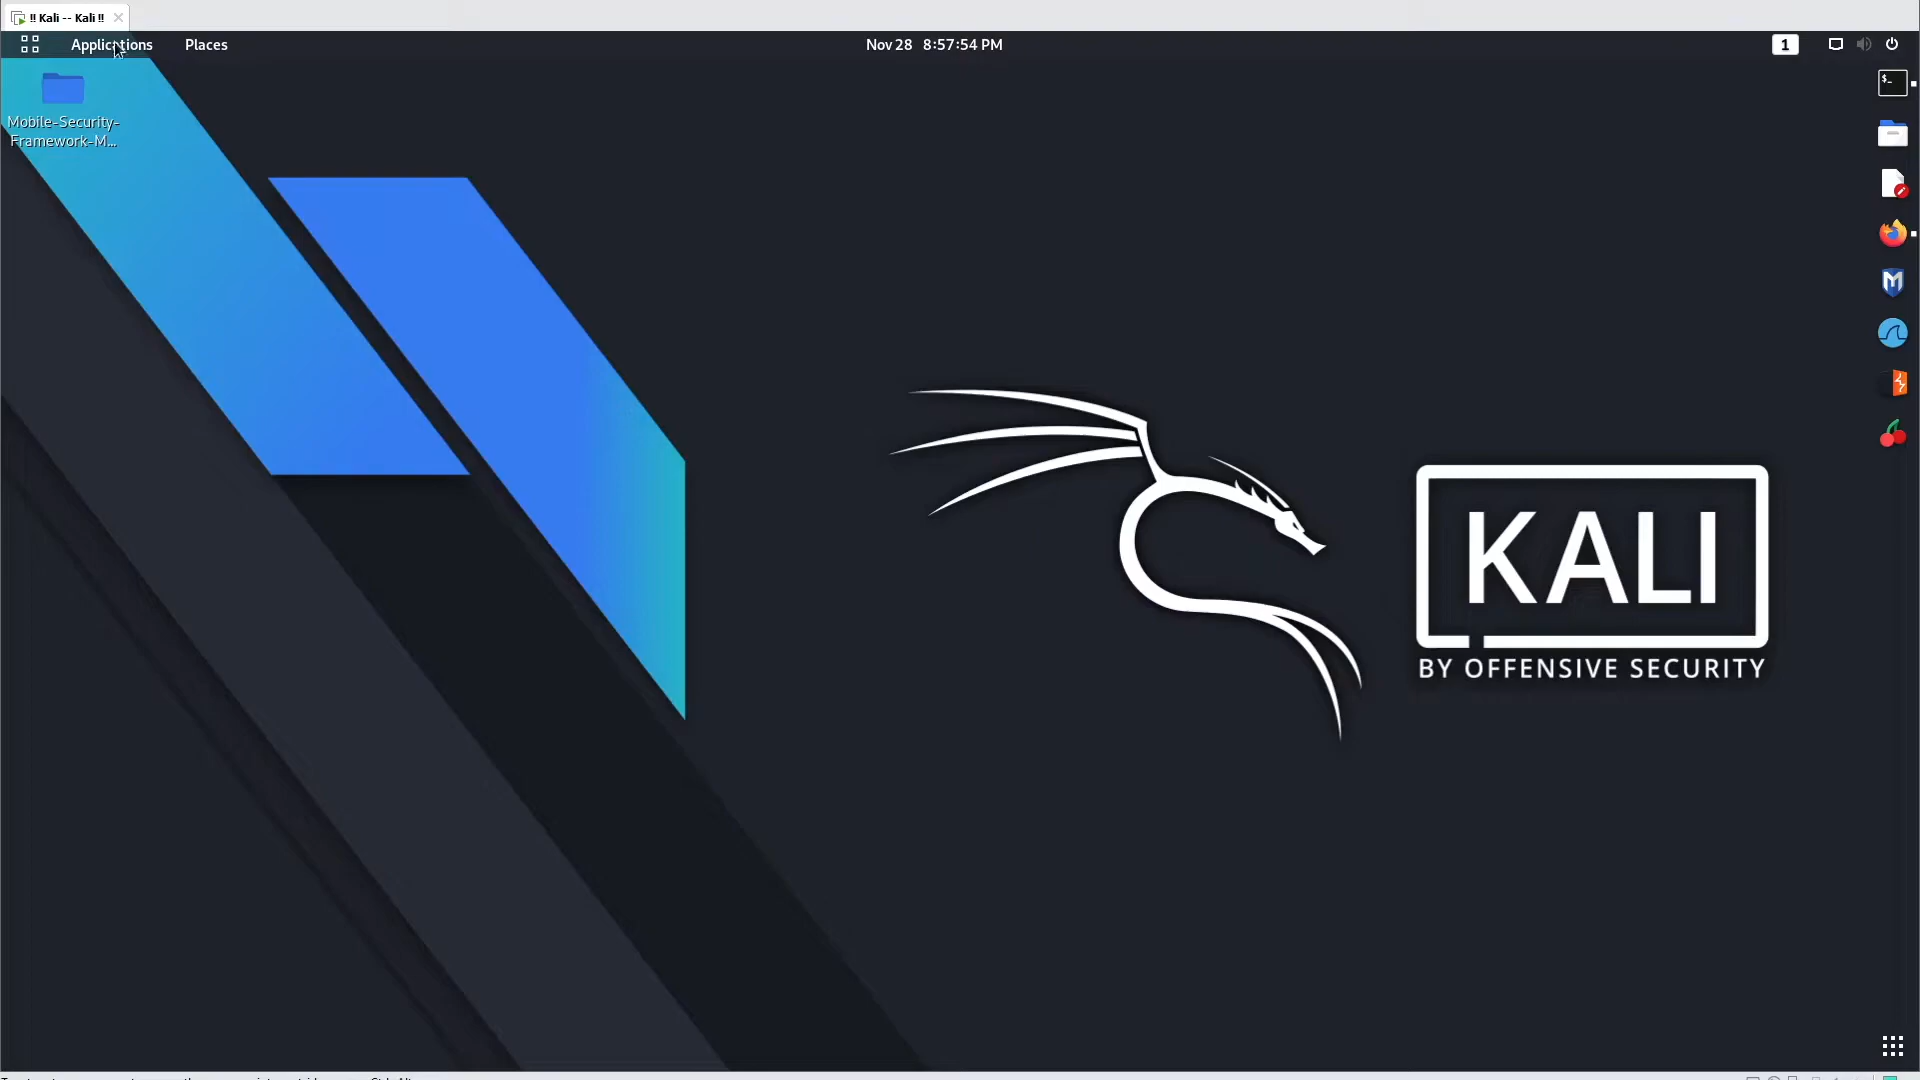 !! Kali -- Kali !!
Applications
Places
Nov 28 8:57:54 PM
1
Mobile-Security-
Framework-M...
KALI
BY OFFENSIVE SECURITY